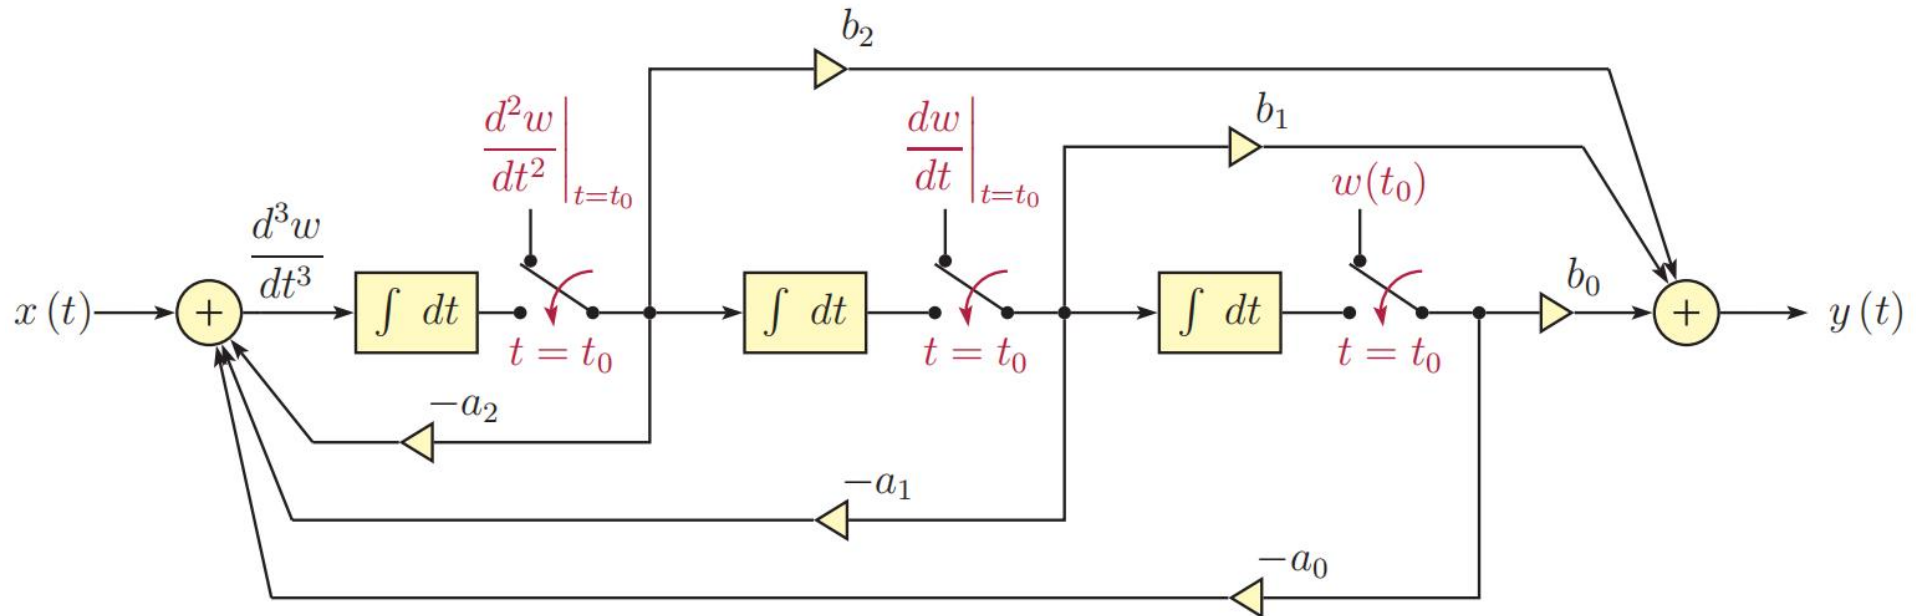 b₂
d²w/dt²|ₜ₌ₜ₀
dw/dt|ₜ₌ₜ₀
b₁
w(t₀)
d³w/dt³
b₀
x (t)
+
∫ dt
∫ dt
∫ dt
+
y (t)
t = t₀
t = t₀
t = t₀
−a₂
−a₁
−a₀